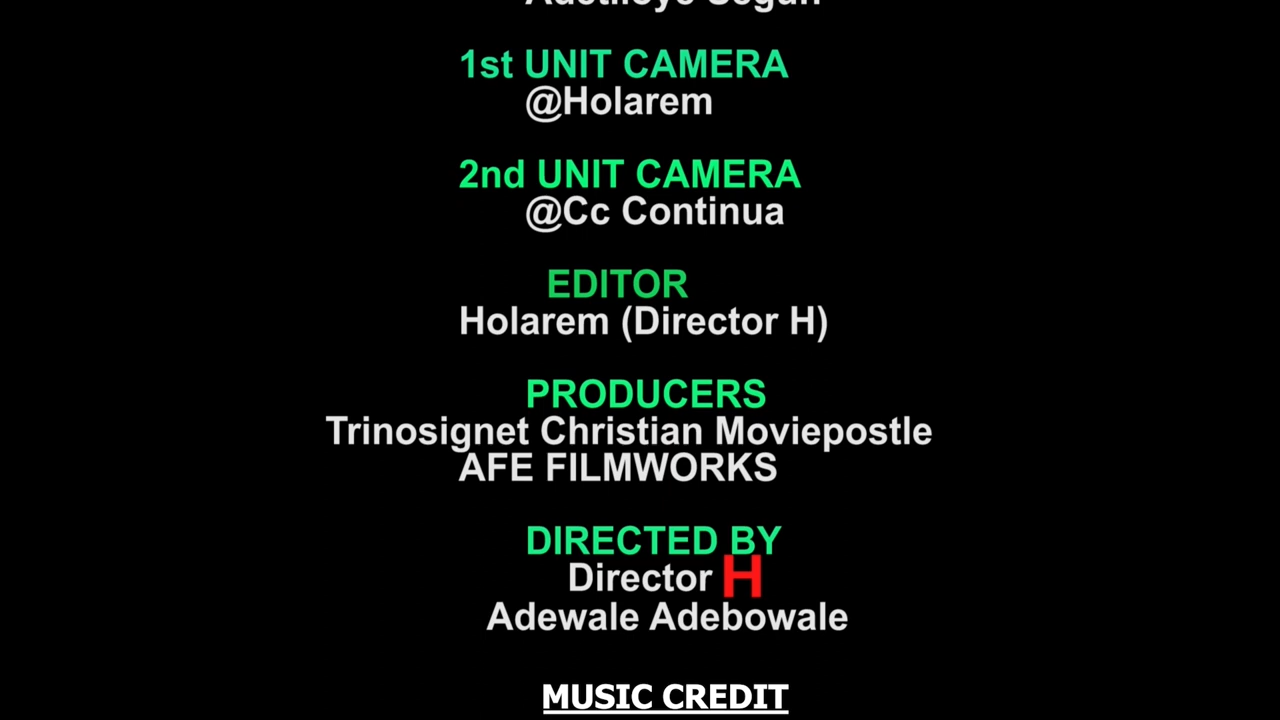 1st UNIT CAMERA
@Holarem
2nd UNIT CAMERA
@Cc Continua
EDITOR
Holarem (Director H)
PRODUCERS
Trinosignet Christian Moviepostle
AFE FILMWORKS
DIRECTED BY
Director H
Adewale Adebowale
MUSIC CREDIT